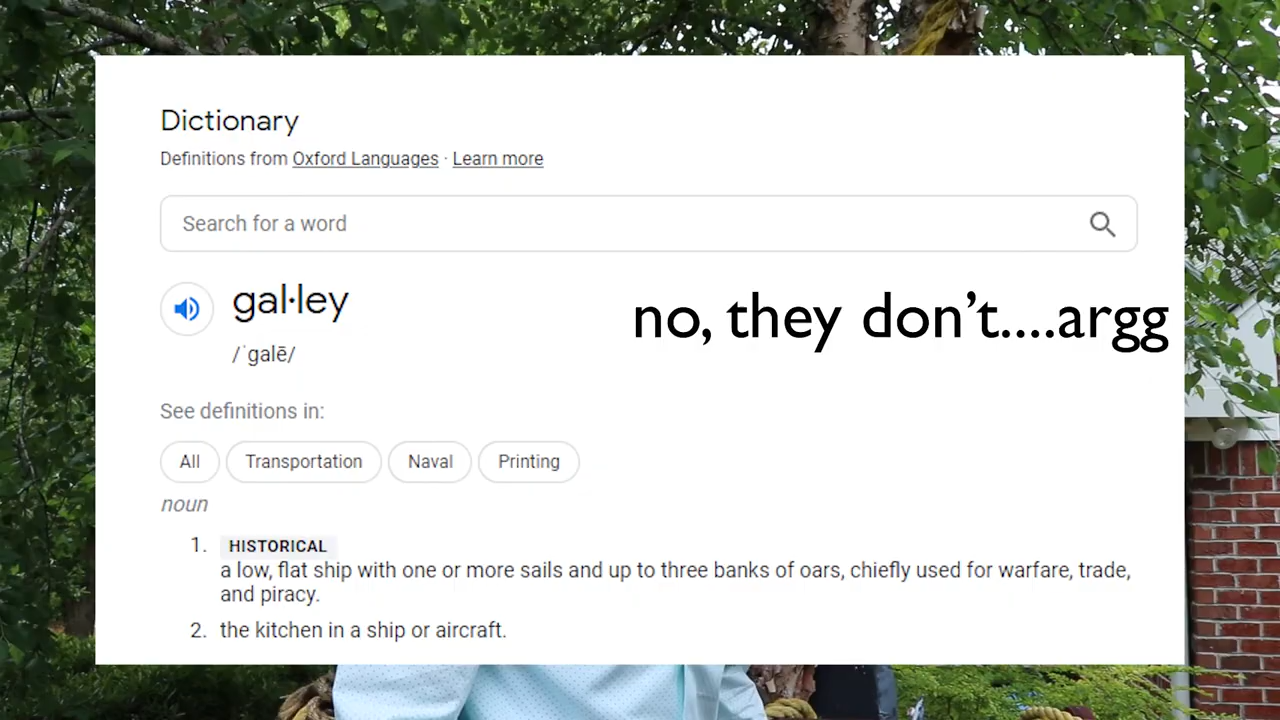 Dictionary
Definitions from Oxford Languages · Learn more
Search for a word
gal·ley
no, they don’t....argg
/ˈɡalē/
See definitions in:
All Transportation Naval Printing
noun
1. HISTORICAL
a low, flat ship with one or more sails and up to three banks of oars, chiefly used for warfare, trade,
and piracy.
2. the kitchen in a ship or aircraft.